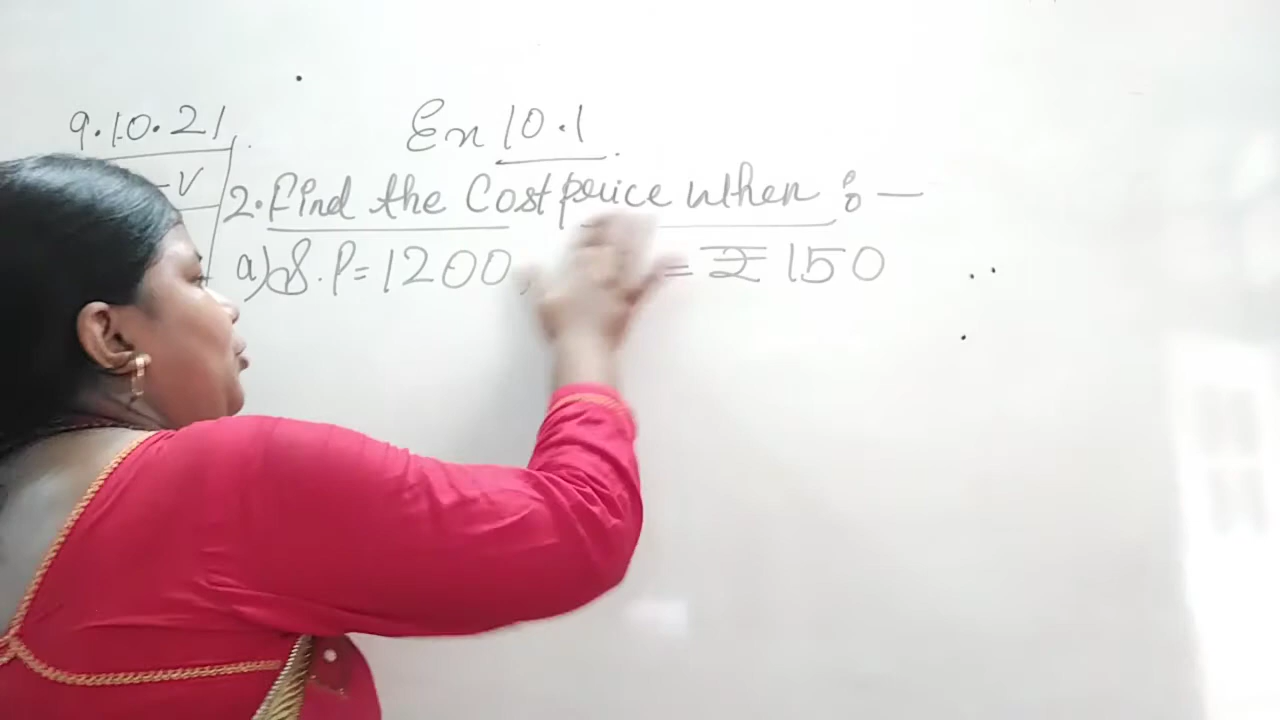 9.10.21
Ex 10.1
-V
2. Find the Cost price when :-
a) S.P = 1200, = ₹ 150